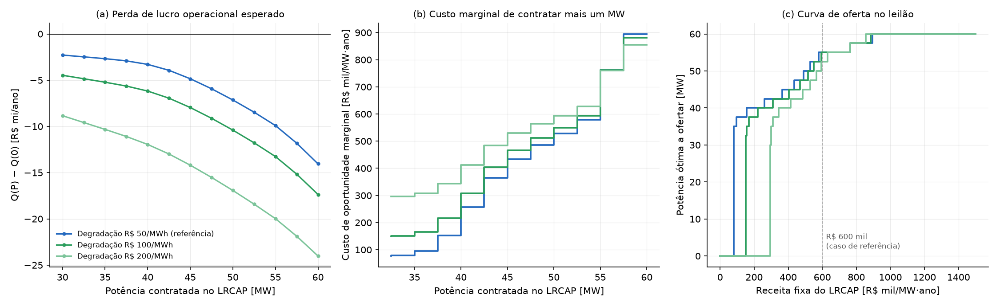 (a) Perda de lucro operacional esperado
Q(P) − Q(0) [R$ mi/ano]
0
−5
−10
−15
−20
−25
Degradação R$ 50/MWh (referência)
Degradação R$ 100/MWh
Degradação R$ 200/MWh
30 35 40 45 50 55 60
Potência contratada no LRCAP [MW]
(b) Custo marginal de contratar mais um MW
Custo de oportunidade marginal [R$ mil/MW·ano]
900
800
700
600
500
400
300
200
100
35 40 45 50 55 60
Potência contratada no LRCAP [MW]
(c) Curva de oferta no leilão
Potência ótima a ofertar [MW]
60
50
40
30
20
10
0
R$ 600 mil
(caso de referência)
0 200 400 600 800 1000 1200 1400
Receita fixa do LRCAP [R$ mil/MW·ano]